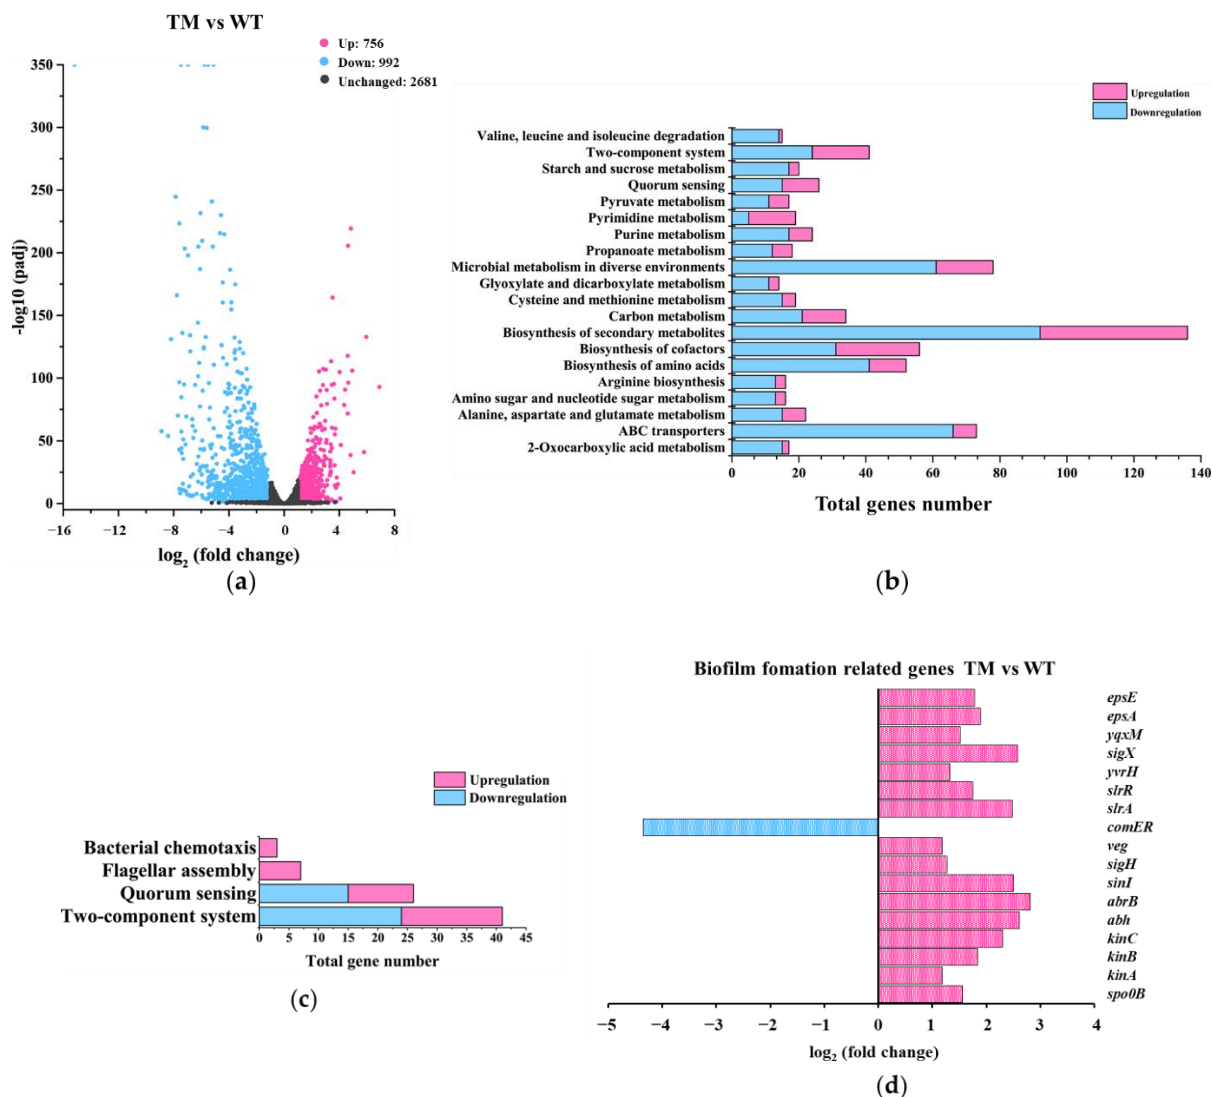 TM vs WT
Up: 756
Down: 992
Unchanged: 2681
350
300
250
200
150
100
50
0
-log10 (padj)
−16 −12 −8 −4 0 4 8
log2 (fold change)
(a)
Upregulation
Downregulation
Valine, leucine and isoleucine degradation
Two-component system
Starch and sucrose metabolism
Quorum sensing
Pyruvate metabolism
Pyrimidine metabolism
Purine metabolism
Propanoate metabolism
Microbial metabolism in diverse environments
Glyoxylate and dicarboxylate metabolism
Cysteine and methionine metabolism
Carbon metabolism
Biosynthesis of secondary metabolites
Biosynthesis of cofactors
Biosynthesis of amino acids
Arginine biosynthesis
Amino sugar and nucleotide sugar metabolism
Alanine, aspartate and glutamate metabolism
ABC transporters
2-Oxocarboxylic acid metabolism
0 20 40 60 80 100 120 140
Total genes number
(b)
Upregulation
Downregulation
Bacterial chemotaxis
Flagellar assembly
Quorum sensing
Two-component system
0 5 10 15 20 25 30 35 40 45
Total gene number
(c)
Biofilm fomation related genes TM vs WT
epsE
epsA
yqxM
sigX
yvrH
slrR
slrA
comER
veg
sigH
sinI
abrB
abh
kinC
kinB
kinA
spo0B
−5 −4 −3 −2 −1 0 1 2 3 4
log2 (fold change)
(d)